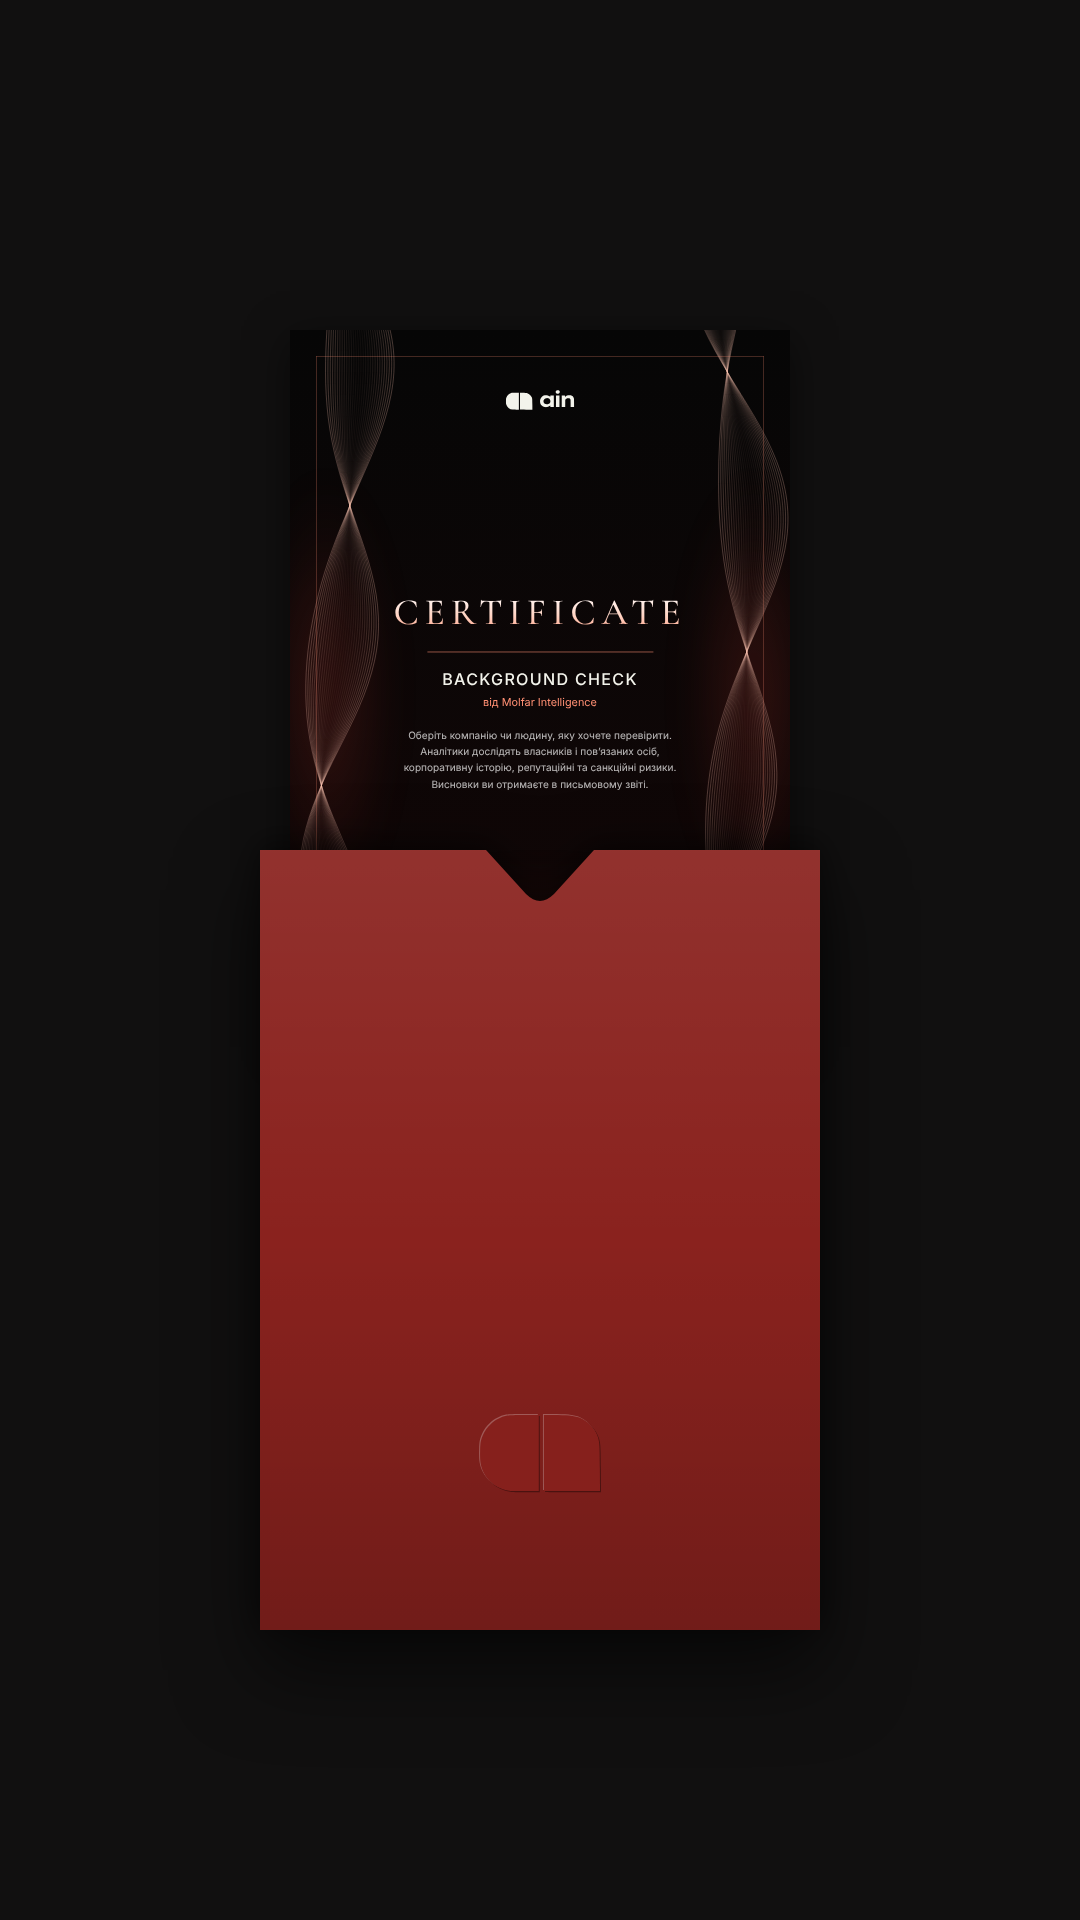 ain
CERTIFICATE
BACKGROUND CHECK
від Molfar Intelligence
Оберіть компанію чи людину, яку хочете перевірити.
Аналітики дослідять власників і пов’язаних осіб,
корпоративну історію, репутаційні та санкційні ризики.
Висновки ви отримаєте в письмовому звіті.